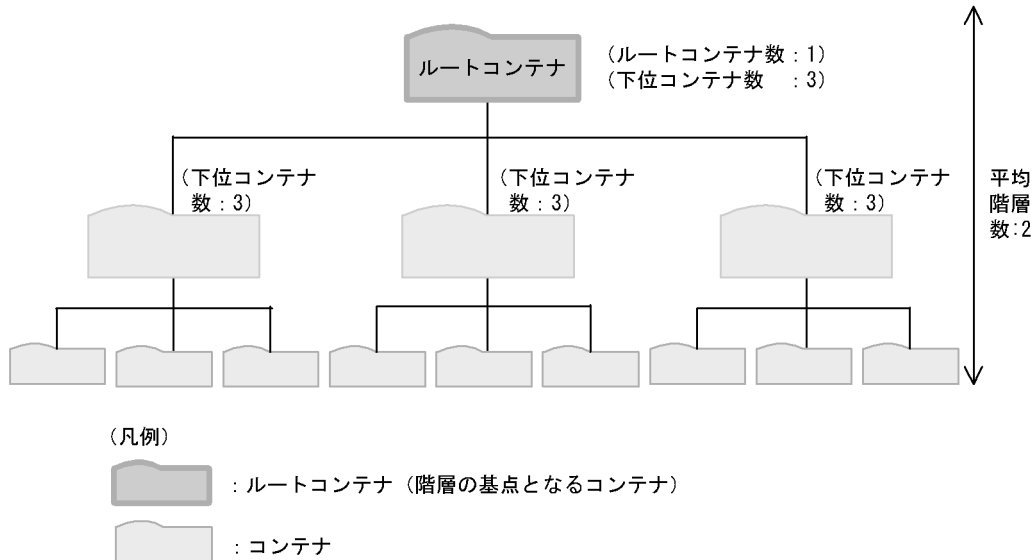 ルートコンテナ
（ルートコンテナ数：1）
（下位コンテナ数　：3）
（下位コンテナ
数：3）
（下位コンテナ
数：3）
（下位コンテナ
数：3）
平均
階層
数:2
（凡例）
：ルートコンテナ（階層の基点となるコンテナ）
：コンテナ